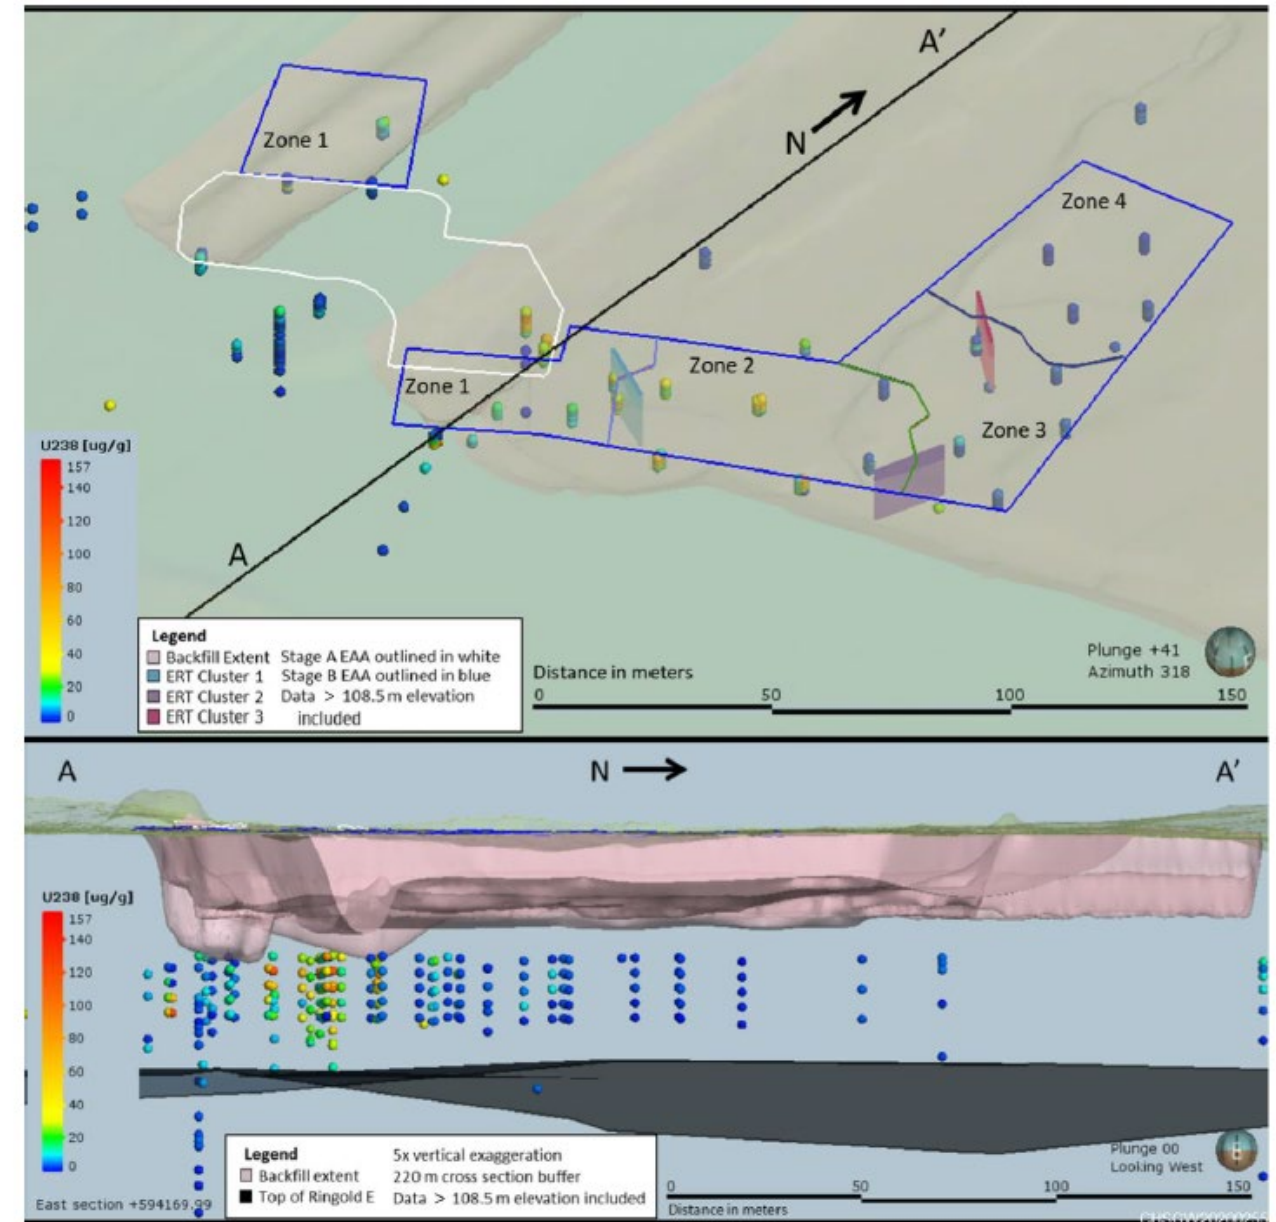 A'
N
Zone 1
Zone 4
Zone 2
Zone 1
Zone 3
U238 [ug/g]
157
140
120
100
80
60
40
20
0
A
Legend
Backfill Extent Stage A EAA outlined in white
ERT Cluster 1 Stage B EAA outlined in blue
ERT Cluster 2 Data > 108.5 m elevation
ERT Cluster 3 included
Distance in meters
0 50 100 150
Plunge +41
Azimuth 318
A N A'
U238 [ug/g]
157
140
120
100
80
60
40
20
0
East section +594169.99
Legend 5x vertical exaggeration
Backfill extent 220 m cross section buffer
Top of Ringold E Data > 108.5 m elevation included
0 50 100 150
Distance in meters
Plunge 00
Looking West
E